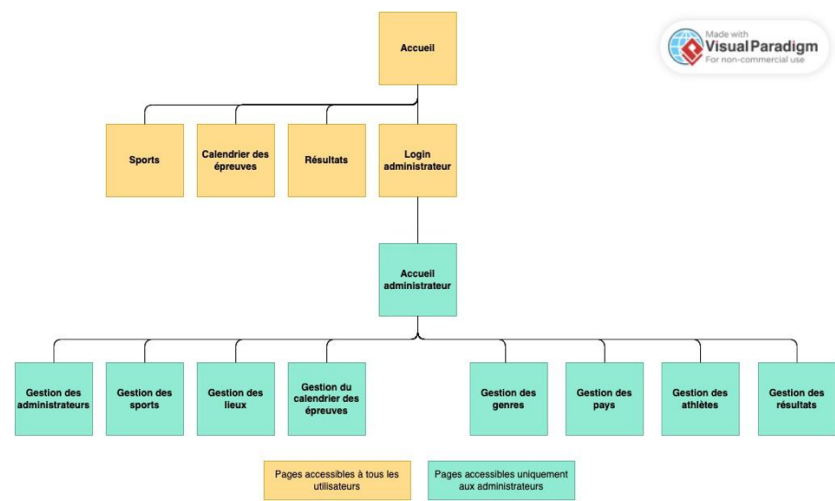 Made with
Visual Paradigm
For non-commercial use
Accueil
Sports
Calendrier des
épreuves
Résultats
Login
administrateur
Accueil
administrateur
Gestion des
administrateurs
Gestion des
sports
Gestion des
lieux
Gestion du
calendrier des
épreuves
Gestion des
genres
Gestion des
pays
Gestion des
athlètes
Gestion des
résultats
Pages accessibles à tous les
utilisateurs
Pages accessibles uniquement
aux administrateurs